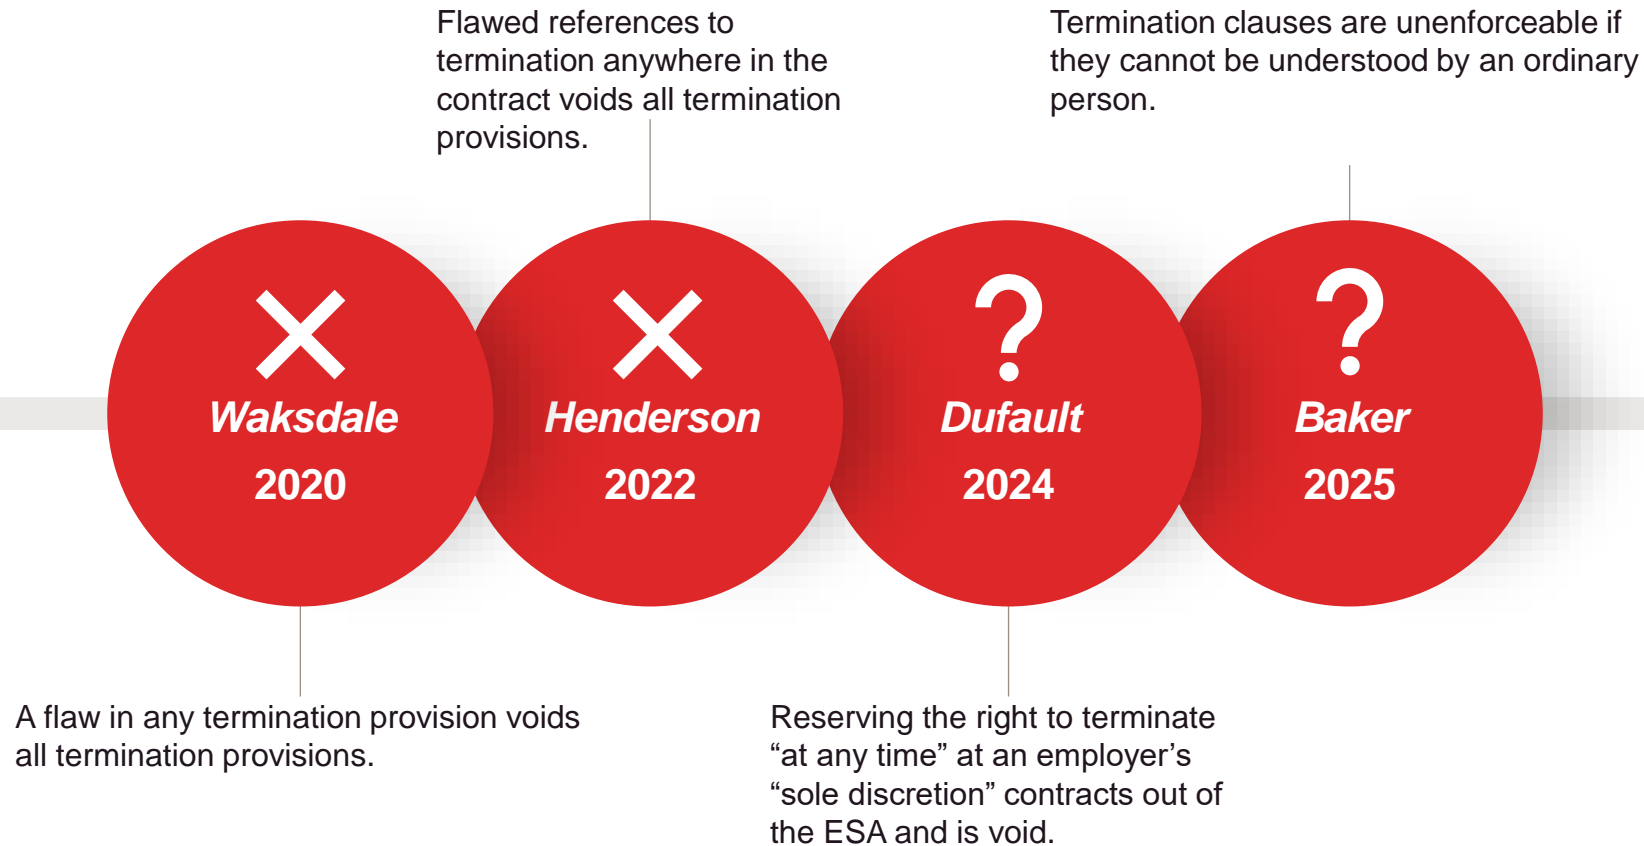 Flawed references to
termination anywhere in the
contract voids all termination
provisions.
Termination clauses are unenforceable if
they cannot be understood by an ordinary
person.
Waksdale
2020
Henderson
2022
?
Dufault
2024
?
Baker
2025
A flaw in any termination provision voids
all termination provisions.
Reserving the right to terminate
“at any time” at an employer’s
“sole discretion” contracts out of
the ESA and is void.